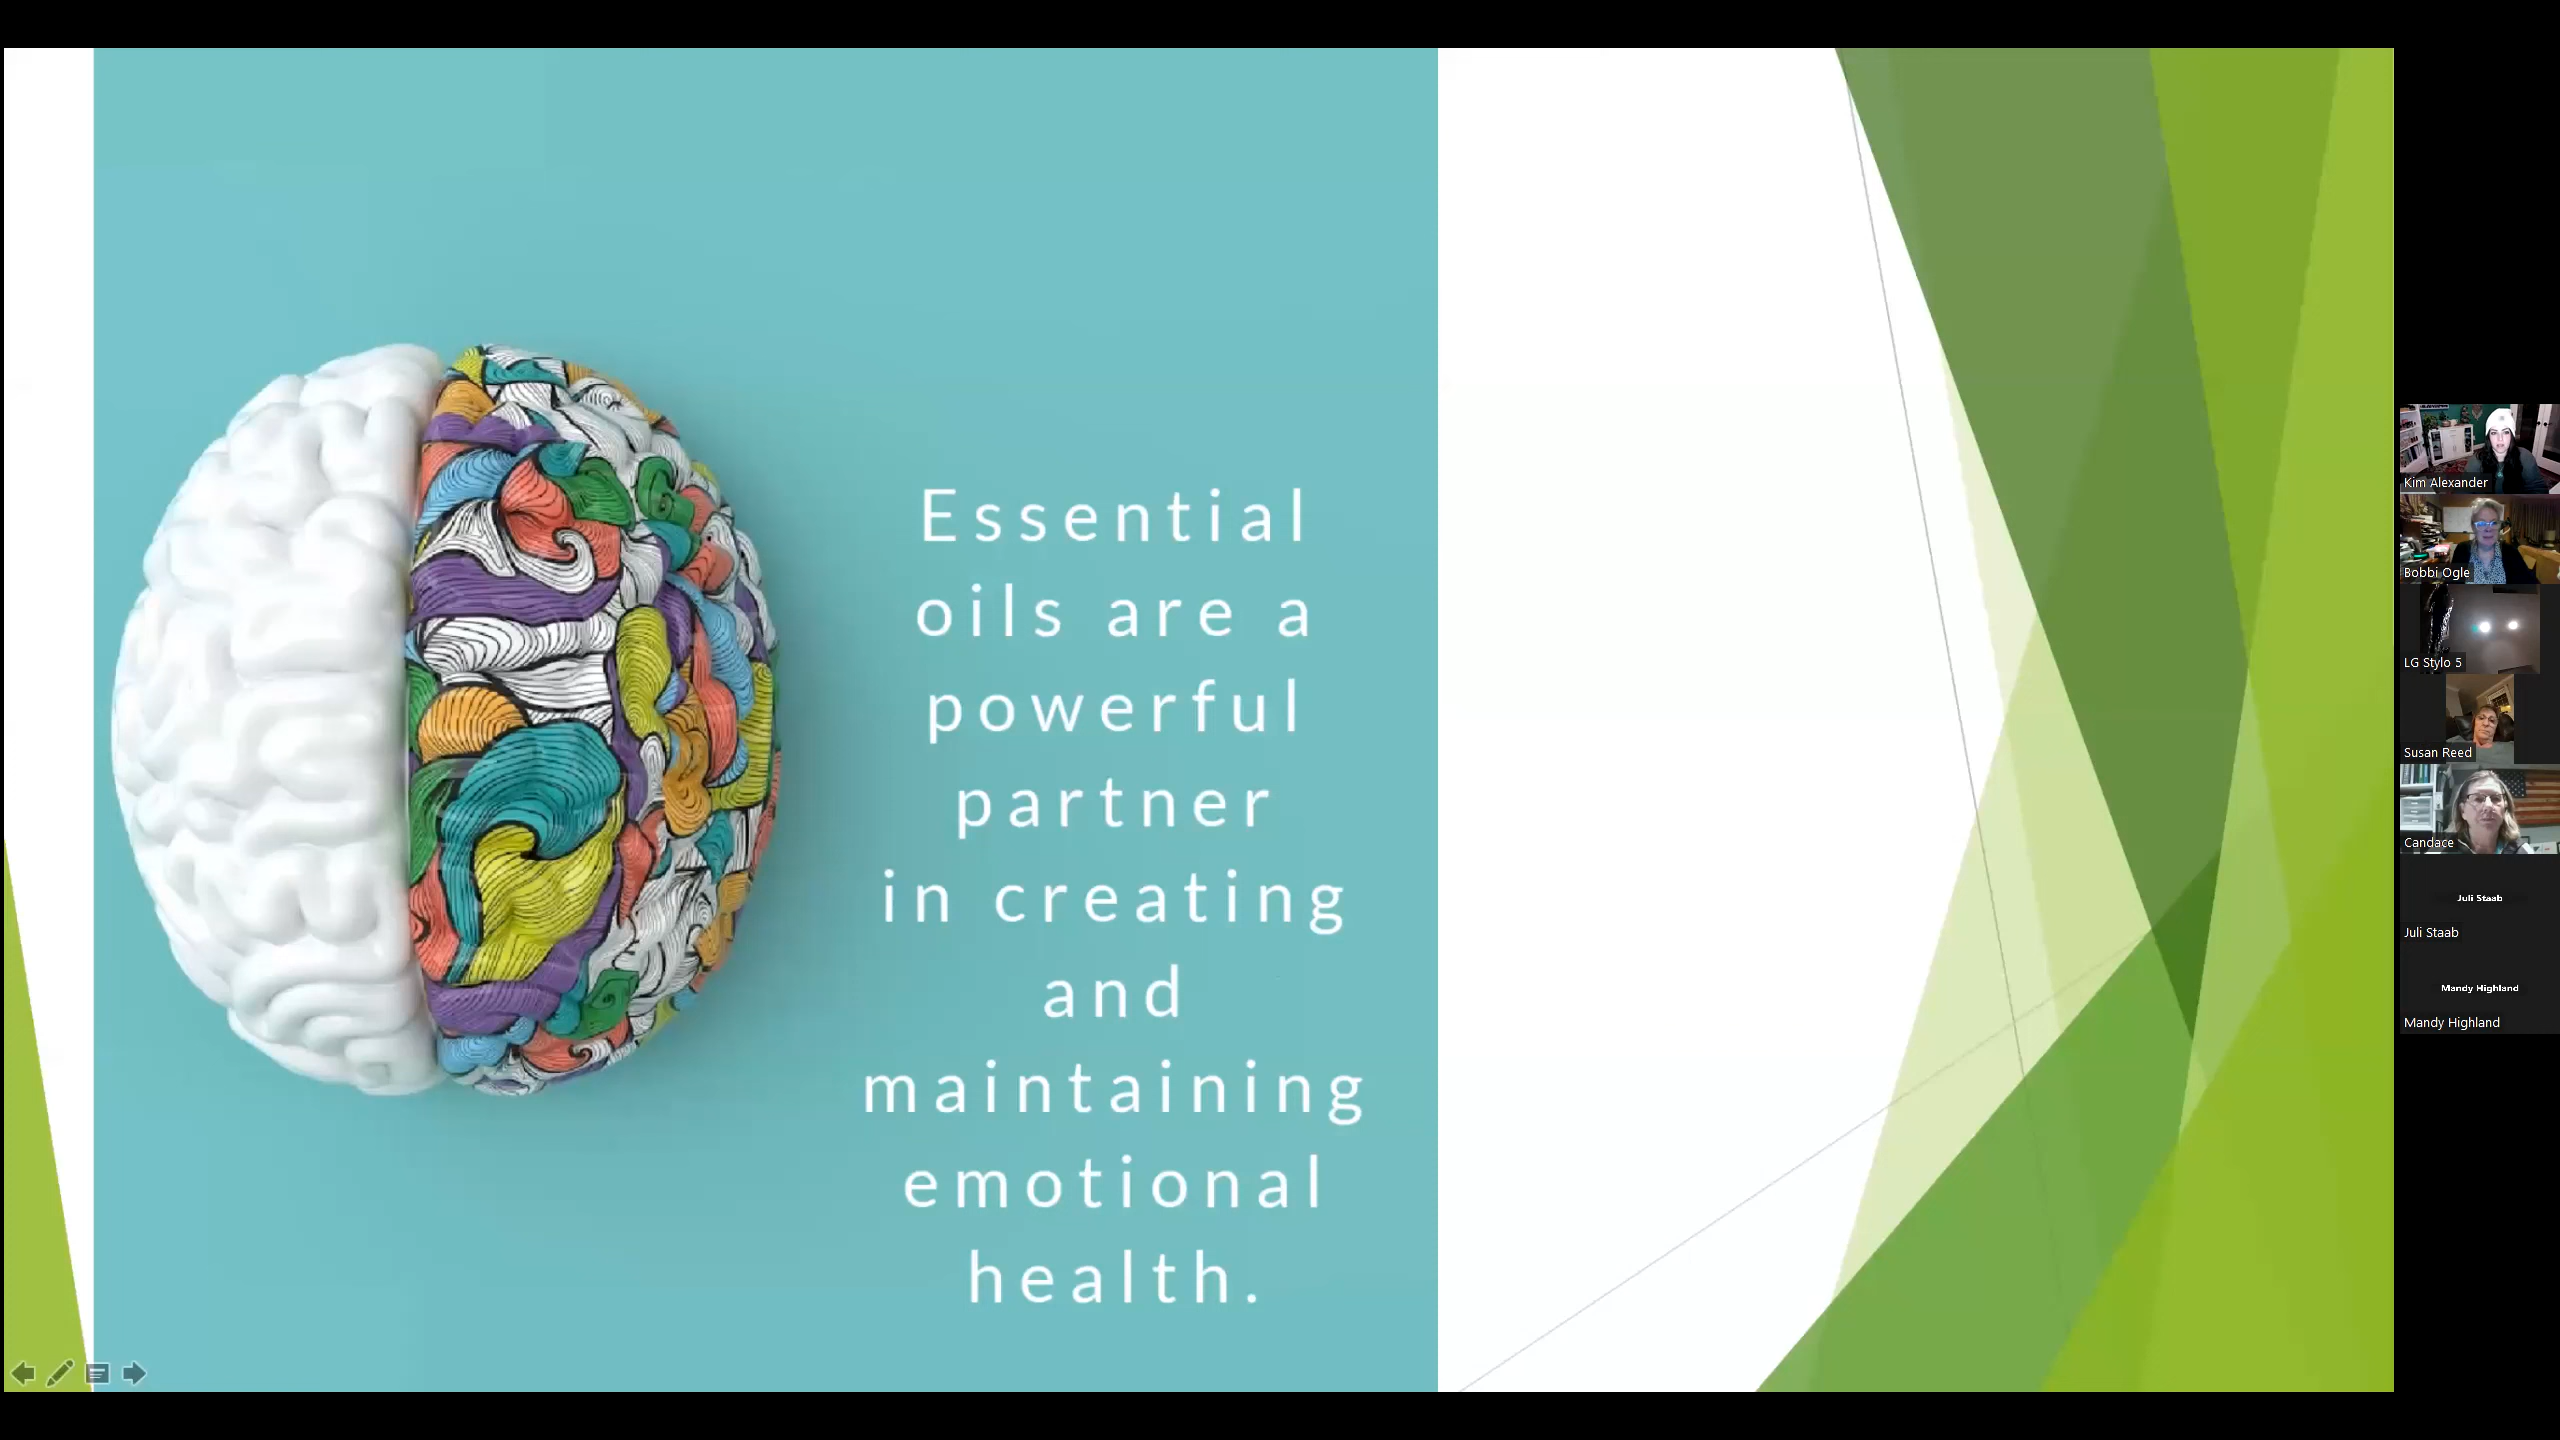 Essential
oils are a
powerful
partner
in creating
and
maintaining
emotional
health.
Kim Alexander
Bobbi Ogle
LG Stylo 5
Susan Reed
Candace
Juli Staab
Juli Staab
Mandy Highland
Mandy Highland